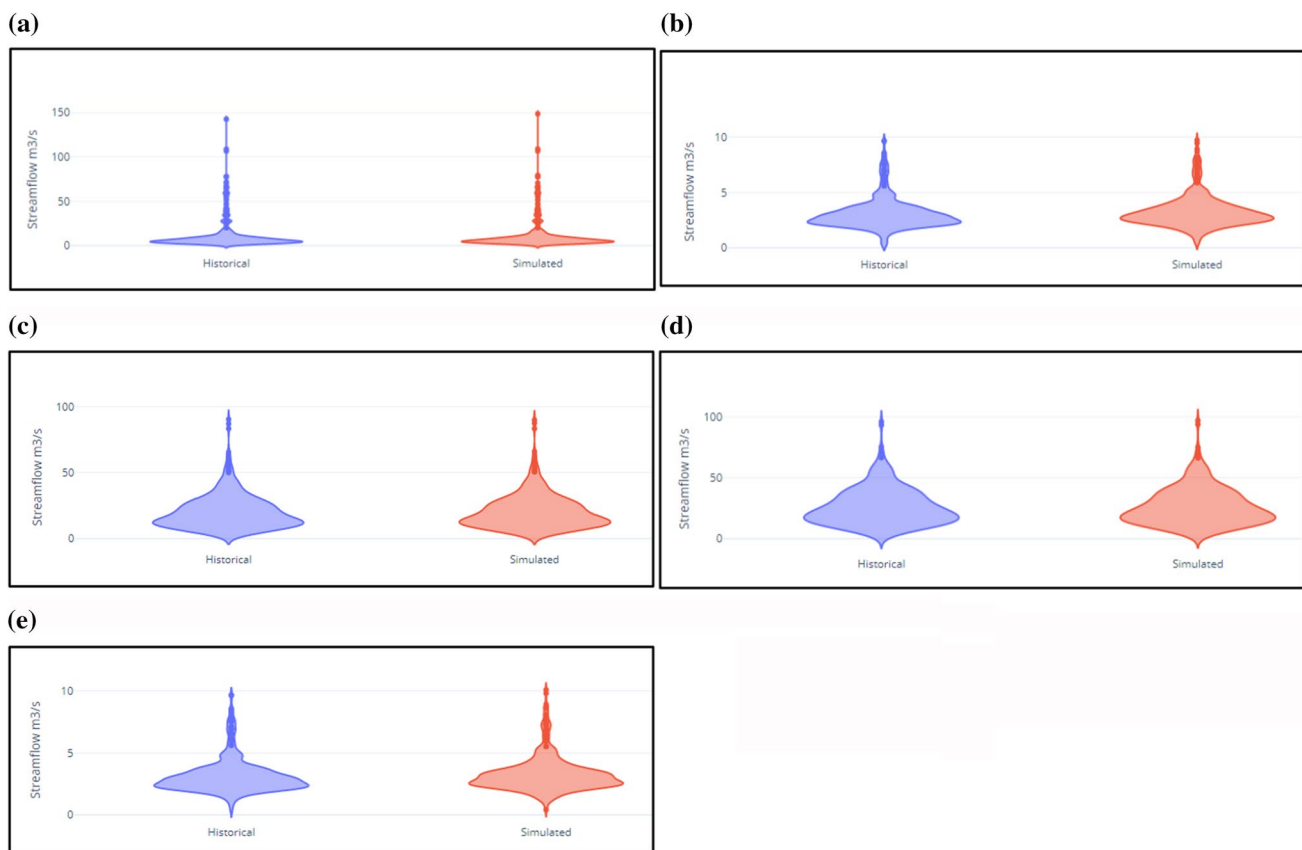 (a)
Streamflow m3/s
150
100
50
0
Historical
Simulated
(b)
Streamflow m3/s
10
5
0
Historical
Simulated
(c)
Streamflow m3/s
100
50
0
Historical
Simulated
(d)
Streamflow m3/s
100
50
0
Historical
Simulated
(e)
Streamflow m3/s
10
5
0
Historical
Simulated